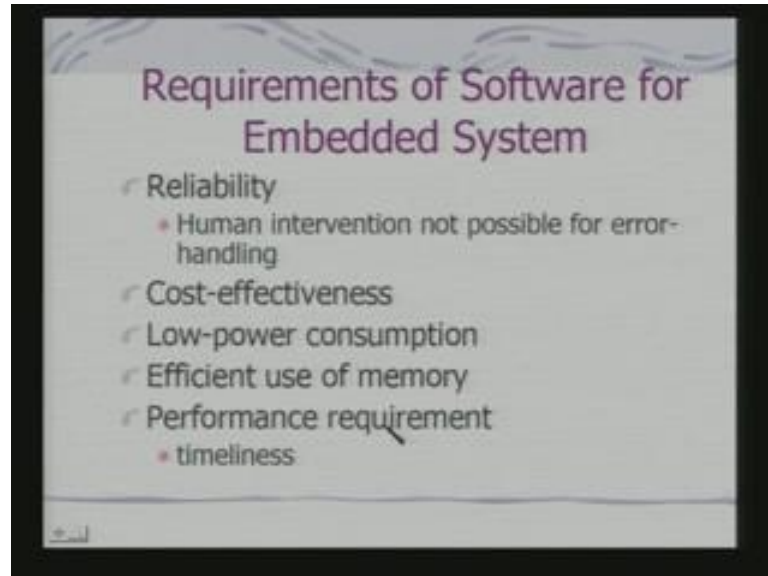 Requirements of Software for
Embedded System
Reliability
Human intervention not possible for error-
handling
Cost-effectiveness
Low-power consumption
Efficient use of memory
Performance requirement
timeliness